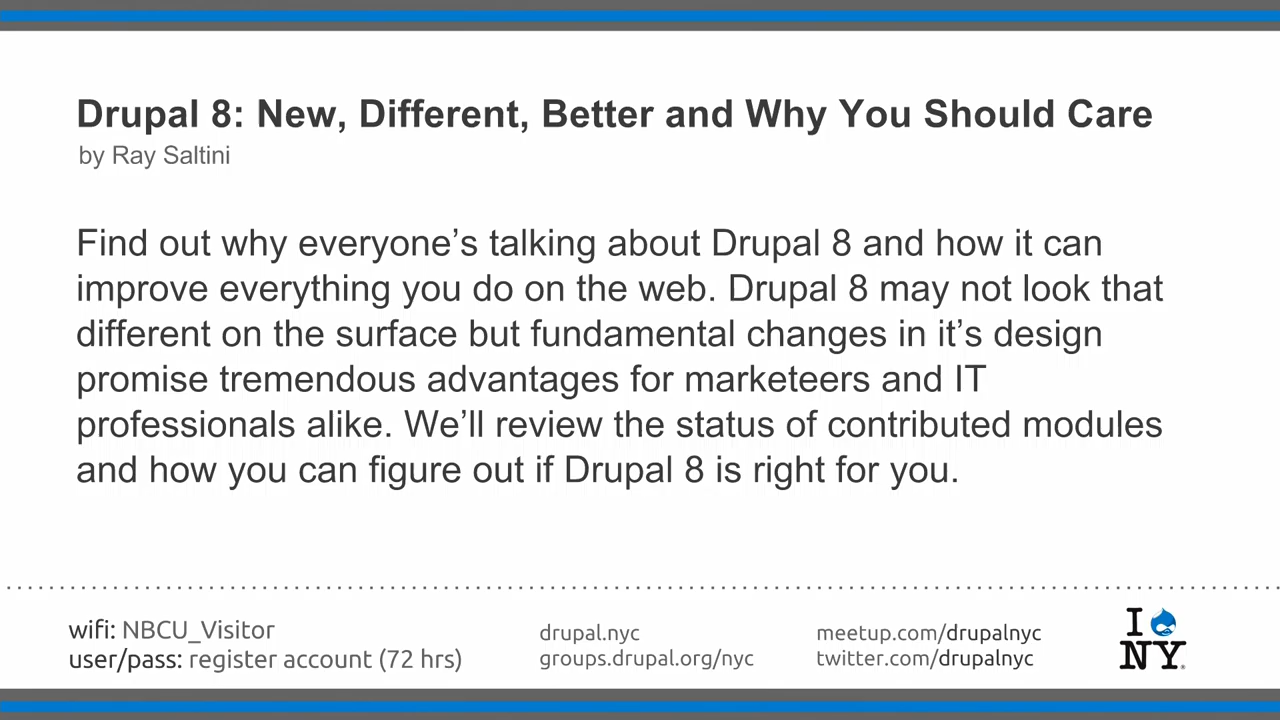 Drupal 8: New, Different, Better and Why You Should Care
by Ray Saltini
Find out why everyone’s talking about Drupal 8 and how it can
improve everything you do on the web. Drupal 8 may not look that
different on the surface but fundamental changes in it’s design
promise tremendous advantages for marketeers and IT
professionals alike. We’ll review the status of contributed modules
and how you can figure out if Drupal 8 is right for you.
wifi: NBCU_Visitor
user/pass: register account (72 hrs)
drupal.nyc
groups.drupal.org/nyc
meetup.com/drupalnyc
twitter.com/drupalnyc
I
NY